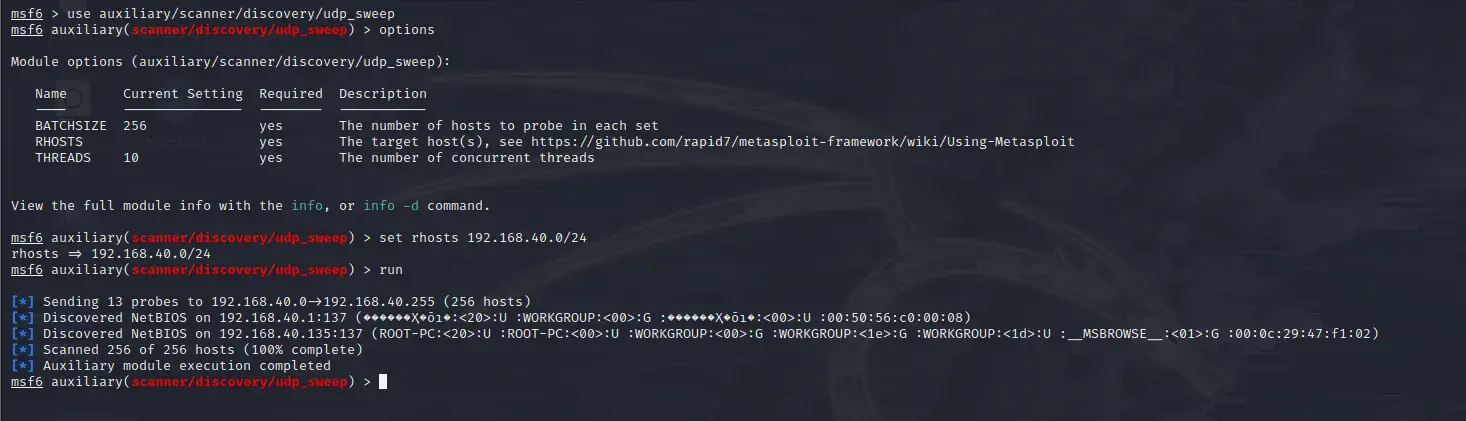 msf6 > use auxiliary/scanner/discovery/udp_sweep
msf6 auxiliary(scanner/discovery/udp_sweep) > options
Module options (auxiliary/scanner/discovery/udp_sweep):
Name Current Setting Required Description
BATCHSIZE 256 yes The number of hosts to probe in each set
RHOSTS yes The target host(s), see https://github.com/rapid7/metasploit-framework/wiki/Using-Metasploit
THREADS 10 yes The number of concurrent threads
View the full module info with the info, or info -d command.
msf6 auxiliary(scanner/discovery/udp_sweep) > set rhosts 192.168.40.0/24
rhosts => 192.168.40.0/24
msf6 auxiliary(scanner/discovery/udp_sweep) > run
[*] Sending 13 probes to 192.168.40.0->192.168.40.255 (256 hosts)
[*] Discovered NetBIOS on 192.168.40.1:137 (:<20>:U :WORKGROUP:<00>:G :<00>:U :00:50:56:c0:00:08)
[*] Discovered NetBIOS on 192.168.40.135:137 (ROOT-PC:<20>:U :ROOT-PC:<00>:U :WORKGROUP:<00>:G :WORKGROUP:<1e>:G :WORKGROUP:<1d>:U :__MSBROWSE__:<01>:G :00:0c:29:47:f1:02)
[*] Scanned 256 of 256 hosts (100% complete)
[*] Auxiliary module execution completed
msf6 auxiliary(scanner/discovery/udp_sweep) >